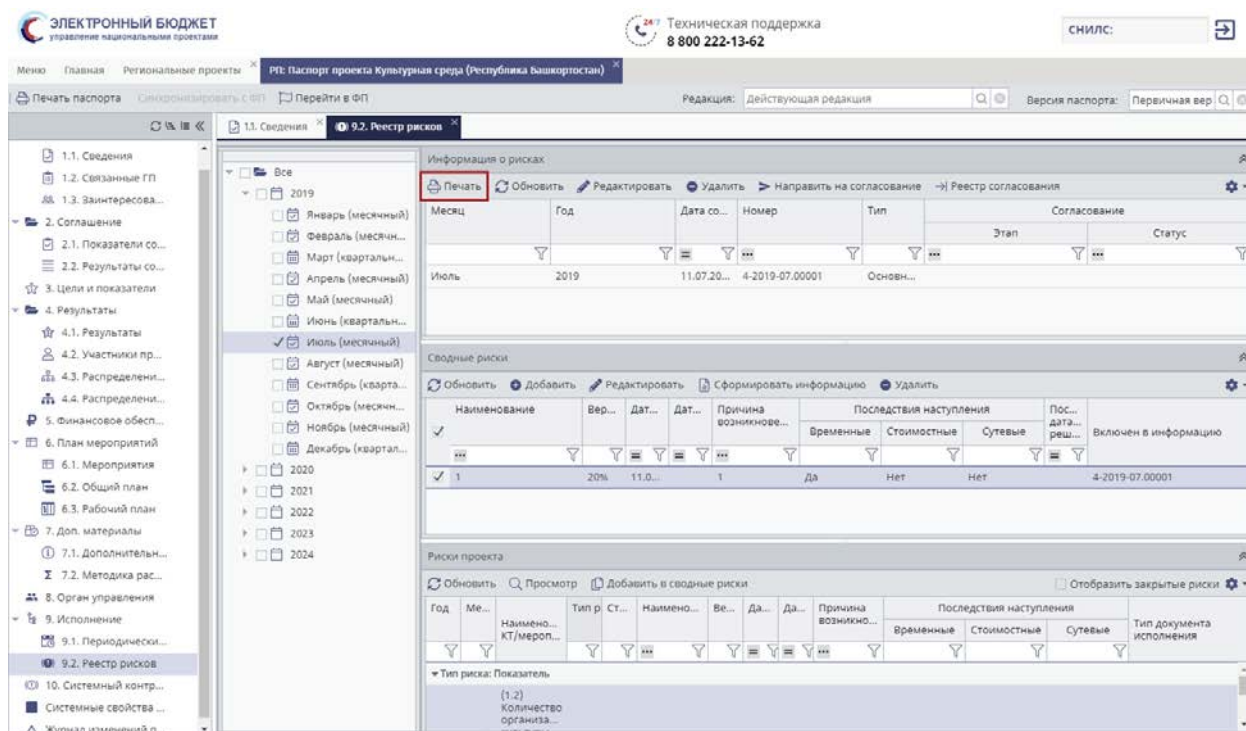 ЭЛЕКТРОННЫЙ БЮДЖЕТ
управление национальными проектами
24/7 Техническая поддержка
8 800 222-13-62
СНИЛС:
Меню Главная Региональные проекты РП: Паспорт проекта Культурная среда (Республика Башкортостан)
Печать паспорта Синхронизировать с ФП Перейти в ФП Редакция: Действующая редакция Версия паспорта: Первичная вер
1.1. Сведения 9.2. Реестр рисков
1.1. Сведения
1.2. Связанные ГП
1.3. Заинтересова...
2. Соглашение
2.1. Показатели со...
2.2. Результаты со...
3. Цели и показатели
4. Результаты
4.1. Результаты
4.2. Участники пр...
4.3. Распределени...
4.4. Распределени...
5. Финансовое обесп...
6. План мероприятий
6.1. Мероприятия
6.2. Общий план
6.3. Рабочий план
7. Доп. материалы
7.1. Дополнительн...
7.2. Методика рас...
8. Орган управления
9. Исполнение
9.1. Периодически...
9.2. Реестр рисков
10. Системный контр...
Системные свойства ...
Журнал изменений п...
Все
2019
Январь (месячный)
Февраль (месячн...
Март (квартальн...
Апрель (месячный)
Май (месячный)
Июнь (квартальн...
Июль (месячный)
Август (месячный)
Сентябрь (кварта...
Октябрь (месячн...
Ноябрь (месячный)
Декабрь (квартал...
2020
2021
2022
2023
2024
Информация о рисках
Печать Обновить Редактировать Удалить Направить на согласование Реестр согласования
Месяц Год Дата со... Номер Тип Согласование
Этап Статус
Июль 2019 11.07.20... 4-2019-07.00001 Основн...
Сводные риски
Обновить Добавить Редактировать Сформировать информацию Удалить
Наименование Вер... Дат... Дат... Причина возникнове... Последствия наступления Пос... дата... реш... Включен в информацию
Временные Стоимостные Сутевые
1 20% 11.0... 1 Да Нет Нет 4-2019-07.00001
Риски проекта
Обновить Просмотр Добавить в сводные риски Отобразить закрытые риски
Год Ме... Наимено... КТ/мероп... Тип р Ст... Наимено... Ве... Да... Да... Причина возникно... Последствия наступления Тип документа исполнения
Временные Стоимостные Сутевые
Тип риска: Показатель
(1.2)
Количество
организа...